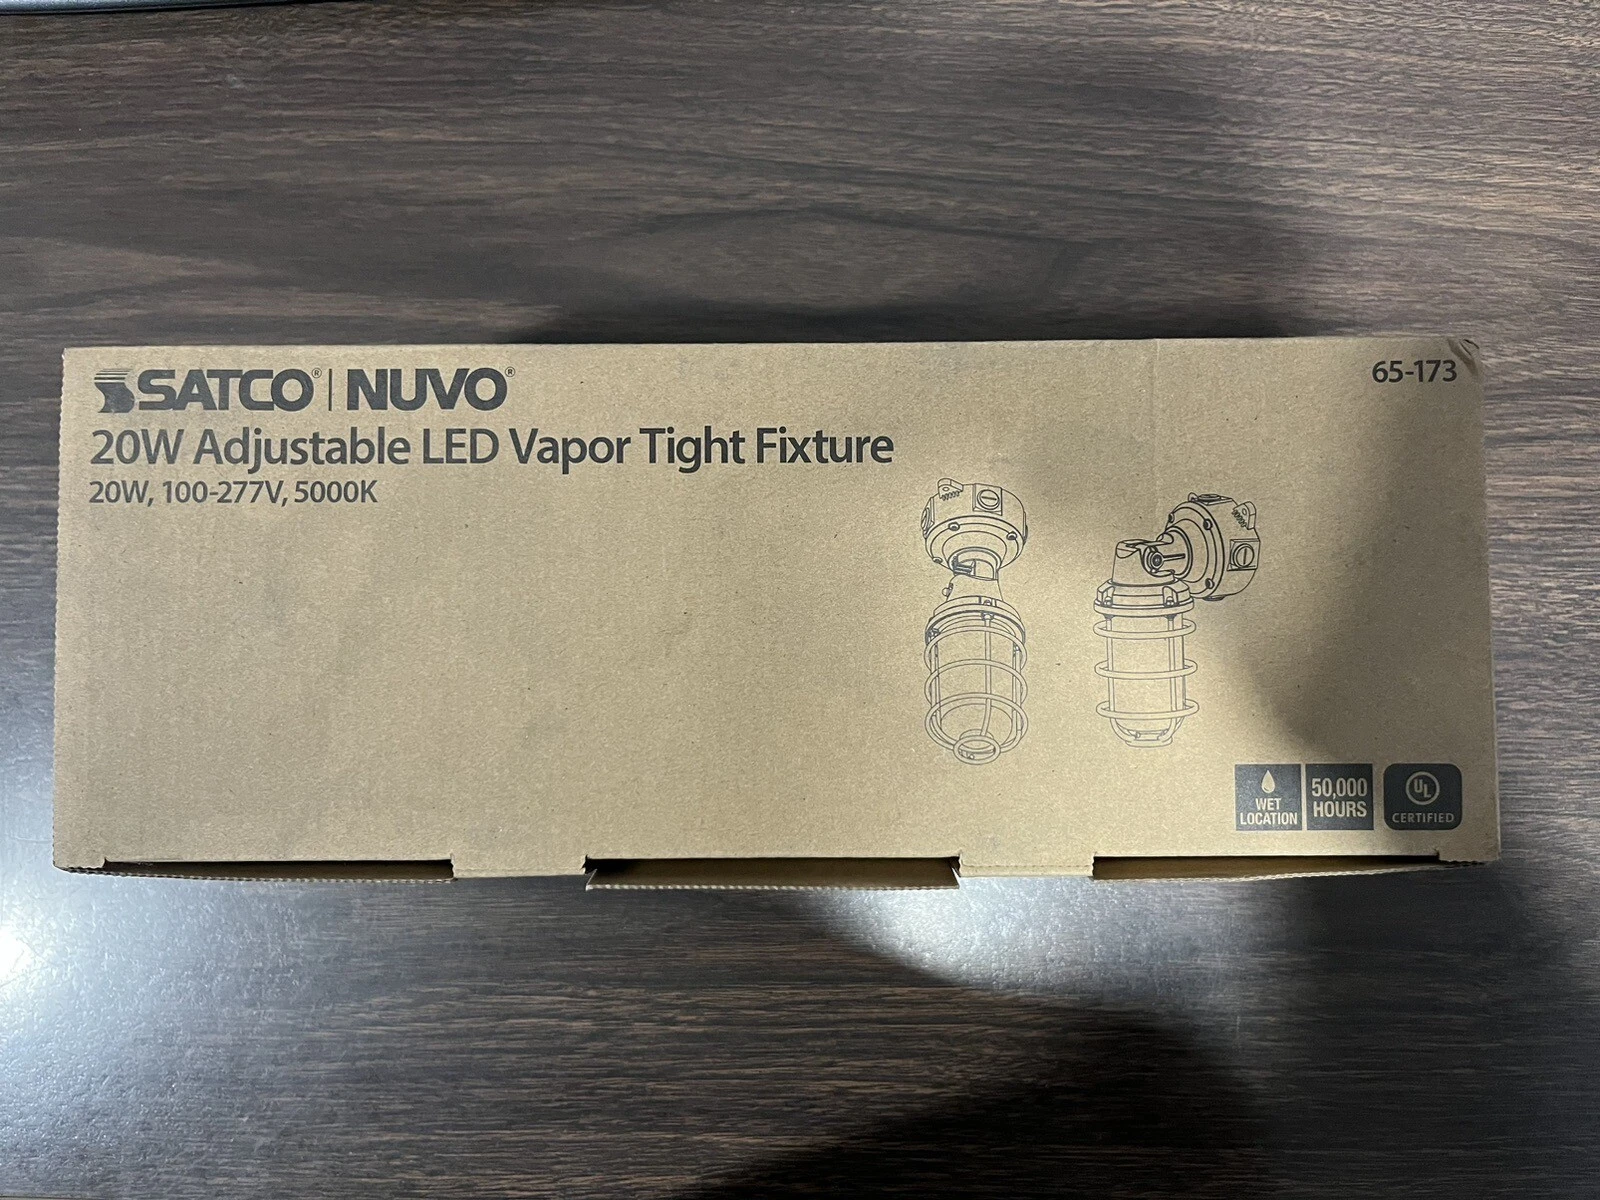 SATCO® | NUVO®
65-173
20W Adjustable LED Vapor Tight Fixture
20W, 100-277V, 5000K
WET
LOCATION
50,000
HOURS
UL
CERTIFIED